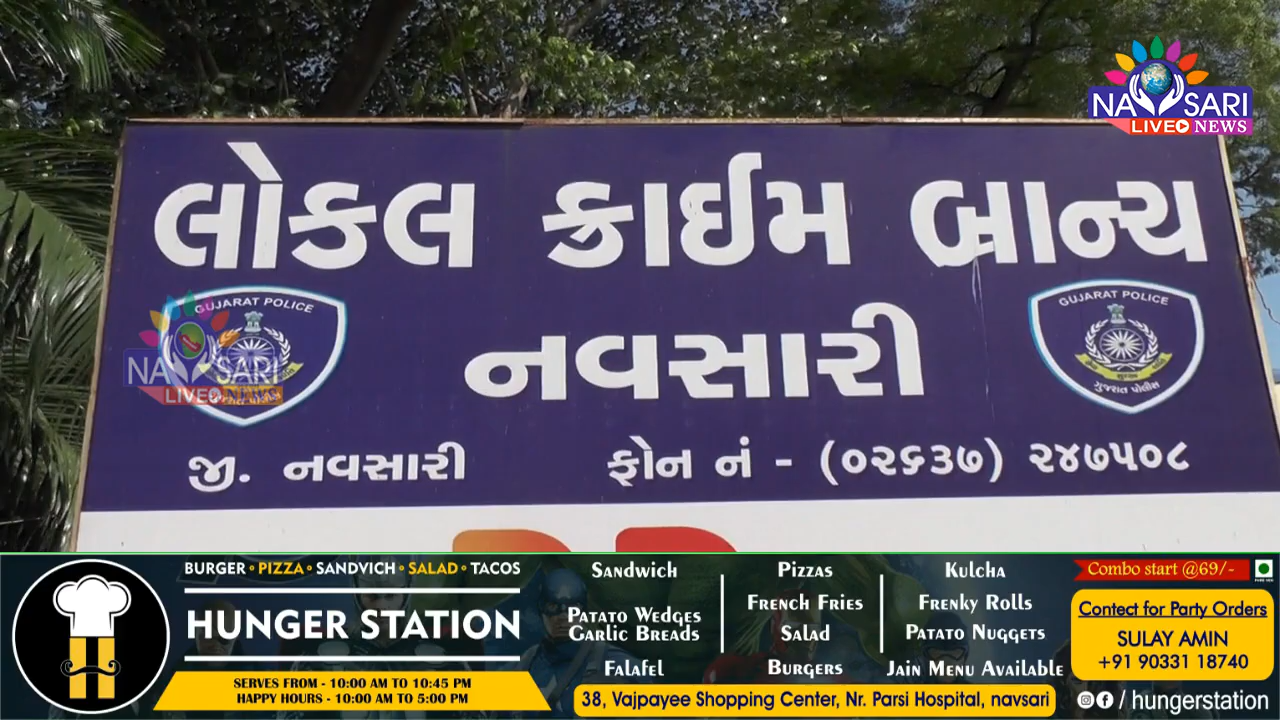 NAVSARI
LIVE NEWS
લોકલ ક્રાઈમ બ્રાન્ચ
GUJARAT POLICE
GUJARAT POLICE
નવસારી
NAVSARI
LIVE NEWS
ગુજરાત પોલીસ
જી. નવસારી
ફોન નં - (૦૨૬૩૭) ૨૪૭૫૦૮
BURGER • PIZZA • SANDVICH • SALAD • TACOS
HUNGER STATION
SERVES FROM - 10:00 AM TO 10:45 PM
HAPPY HOURS - 10:00 AM TO 5:00 PM
SANDWICH
PATATO WEDGES
GARLIC BREADS
FALAFEL
PIZZAS
FRENCH FRIES
SALAD
BURGERS
KULCHA
FRENKY ROLLS
PATATO NUGGETS
JAIN MENU AVAILABLE
38, Vajpayee Shopping Center, Nr. Parsi Hospital, navsari
Combo start @69/-
Contect for Party Orders
SULAY AMIN
+91 90331 18740
/ hungerstation